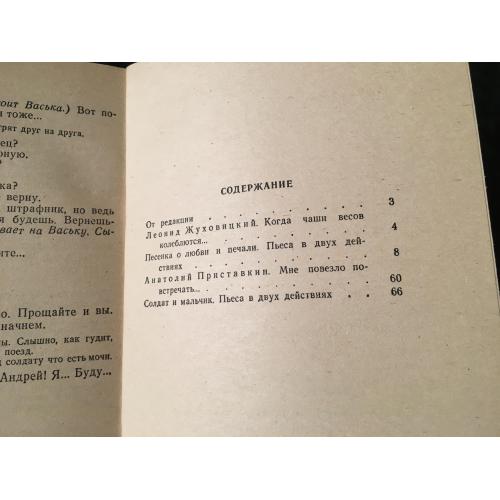 оит Васька.) Вот по-
я тоже...
трят друг на друга.
ец?
рную.
ка?
верну.
штрафник, но ведь
я будешь. Вернешь-
вает на Ваську. Сы-
ите...
о. Прощайте и вы.
начнем.
ы. Слышно, как гудит,
поезд.
солдату что есть мочи.
Андрей! Я... Буду...
СОДЕРЖАНИЕ
От редакции . . . . . . . . 3
Леонид Жуховицкий. Когда чаши весов
колеблются... . . . . . . . 4
Песенка о любви и печали. Пьеса в двух дей-
ствиях . . . . . . . . 8
Анатолий Приставкин. Мне повезло по-
встречать... . . . . . . . 60
Солдат и мальчик. Пьеса в двух действиях . . 66